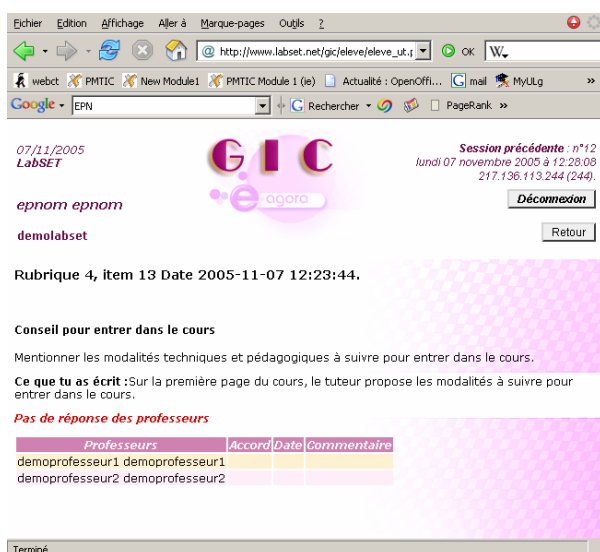 Fichier Edition Affichage Aller à Marque-pages Outils ?
http://www.labset.net/gic/eleve/eleve_ut.p OK W.
webct PMTIC New Module1 PMTIC Module 1 (ie) Actualité : OpenOffi... mail MyULg »
Google EPN Rechercher PageRank »
07/11/2005
LabSET
GIC
e agora
Session précédente : n°12
lundi 07 novembre 2005 à 12:28:08
217.136.113.244 (244).
epnom epnom
Déconnexion
demolabset
Retour
Rubrique 4, item 13 Date 2005-11-07 12:23:44.
Conseil pour entrer dans le cours
Mentionner les modalités techniques et pédagogiques à suivre pour entrer dans le cours.
Ce que tu as écrit :Sur la première page du cours, le tuteur propose les modalités à suivre pour
entrer dans le cours.
Pas de réponse des professeurs
Professeurs Accord Date Commentaire
demoprofesseur1 demoprofesseur1
demoprofesseur2 demoprofesseur2
Terminé